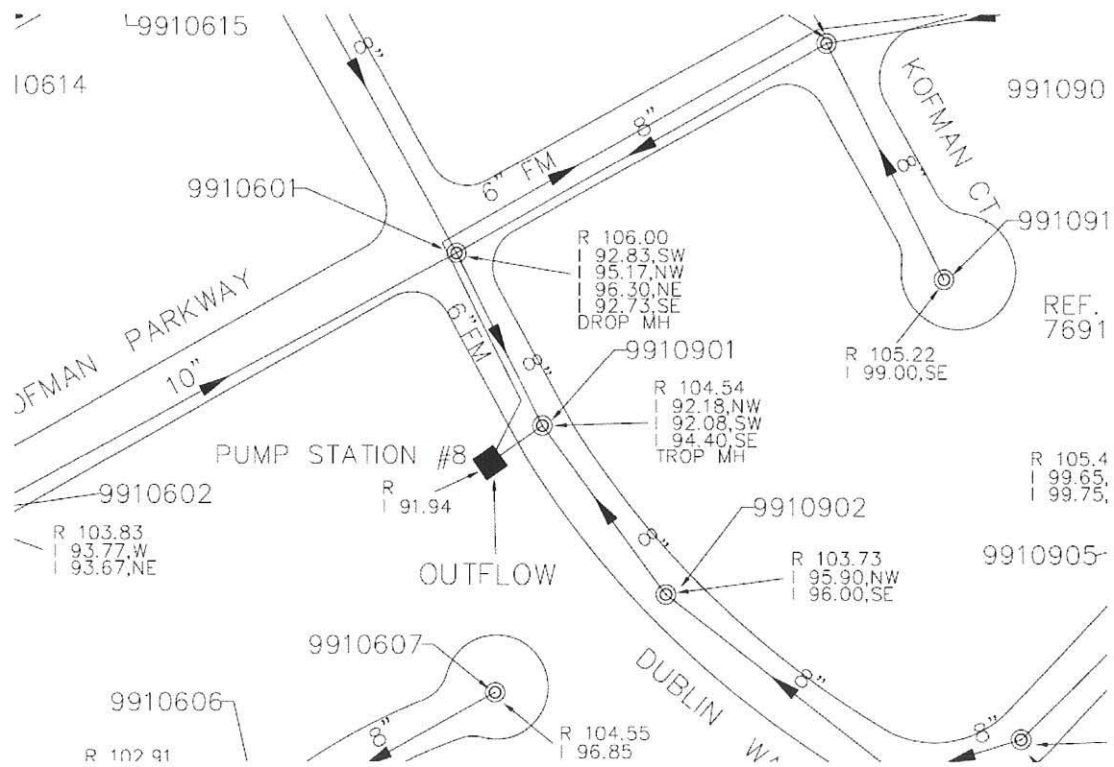 9910615
8"
KOFMAN CT
10614
991090
8"
6" FM
8"
9910601
991091
R 106.00
I 92.83,SW
I 95.17,NW
I 96.30,NE
I 92.73,SE
DROP MH
REF.
7691
OFMAN PARKWAY
6"FM
8"
9910901
R 105.22
I 99.00,SE
10"
R 104.54
I 92.18,NW
I 92.08,SW
I 94.40,SE
TROP MH
PUMP STATION #8
R
I 91.94
R 105.4
I 99.65,
I 99.75,
9910602
R 103.83
I 93.77,W
I 93.67,NE
9910902
8"
OUTFLOW
R 103.73
I 95.90,NW
I 96.00,SE
9910905
9910607
DUBLIN WA
8"
9910606
8"
8"
R 104.55
I 96.85
R 102.91